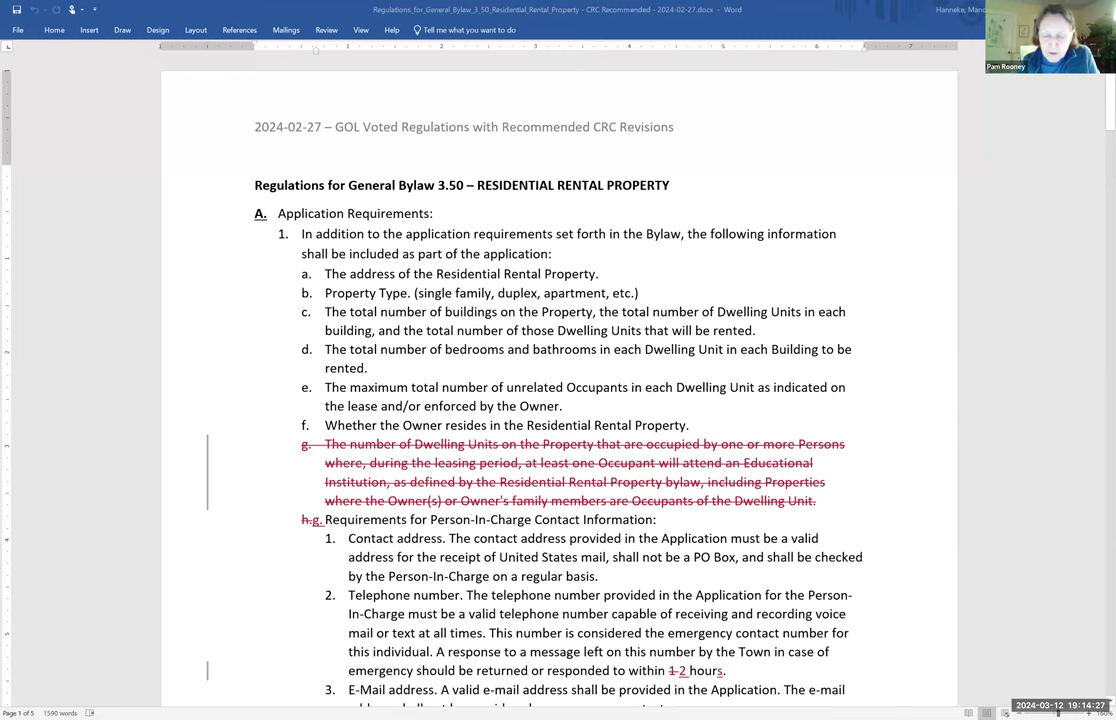 Regulations_for_General_Bylaw_3_50_Residential_Rental_Property - CRC Recommended - 2024-02-27.docx - Word
Hanneke,
File Home Insert Draw Design Layout References Mailings Review View Help Tell me what you want to do
Pam Rooney
2024-02-27 – GOL Voted Regulations with Recommended CRC Revisions
Regulations for General Bylaw 3.50 – RESIDENTIAL RENTAL PROPERTY
A. Application Requirements:
1. In addition to the application requirements set forth in the Bylaw, the following information
shall be included as part of the application:
a. The address of the Residential Rental Property.
b. Property Type. (single family, duplex, apartment, etc.)
c. The total number of buildings on the Property, the total number of Dwelling Units in each
building, and the total number of those Dwelling Units that will be rented.
d. The total number of bedrooms and bathrooms in each Dwelling Unit in each Building to be
rented.
e. The maximum total number of unrelated Occupants in each Dwelling Unit as indicated on
the lease and/or enforced by the Owner.
f. Whether the Owner resides in the Residential Rental Property.
g. The number of Dwelling Units on the Property that are occupied by one or more Persons
where, during the leasing period, at least one Occupant will attend an Educational
Institution, as defined by the Residential Rental Property bylaw, including Properties
where the Owner(s) or Owner's family members are Occupants of the Dwelling Unit.
h.g. Requirements for Person-In-Charge Contact Information:
1. Contact address. The contact address provided in the Application must be a valid
address for the receipt of United States mail, shall not be a PO Box, and shall be checked
by the Person-In-Charge on a regular basis.
2. Telephone number. The telephone number provided in the Application for the Person-
In-Charge must be a valid telephone number capable of receiving and recording voice
mail or text at all times. This number is considered the emergency contact number for
this individual. A response to a message left on this number by the Town in case of
emergency should be returned or responded to within 1 2 hours.
3. E-Mail address. A valid e-mail address shall be provided in the Application. The e-mail
2024-03-12 19:14:27
Page 1 of 5 1590 words